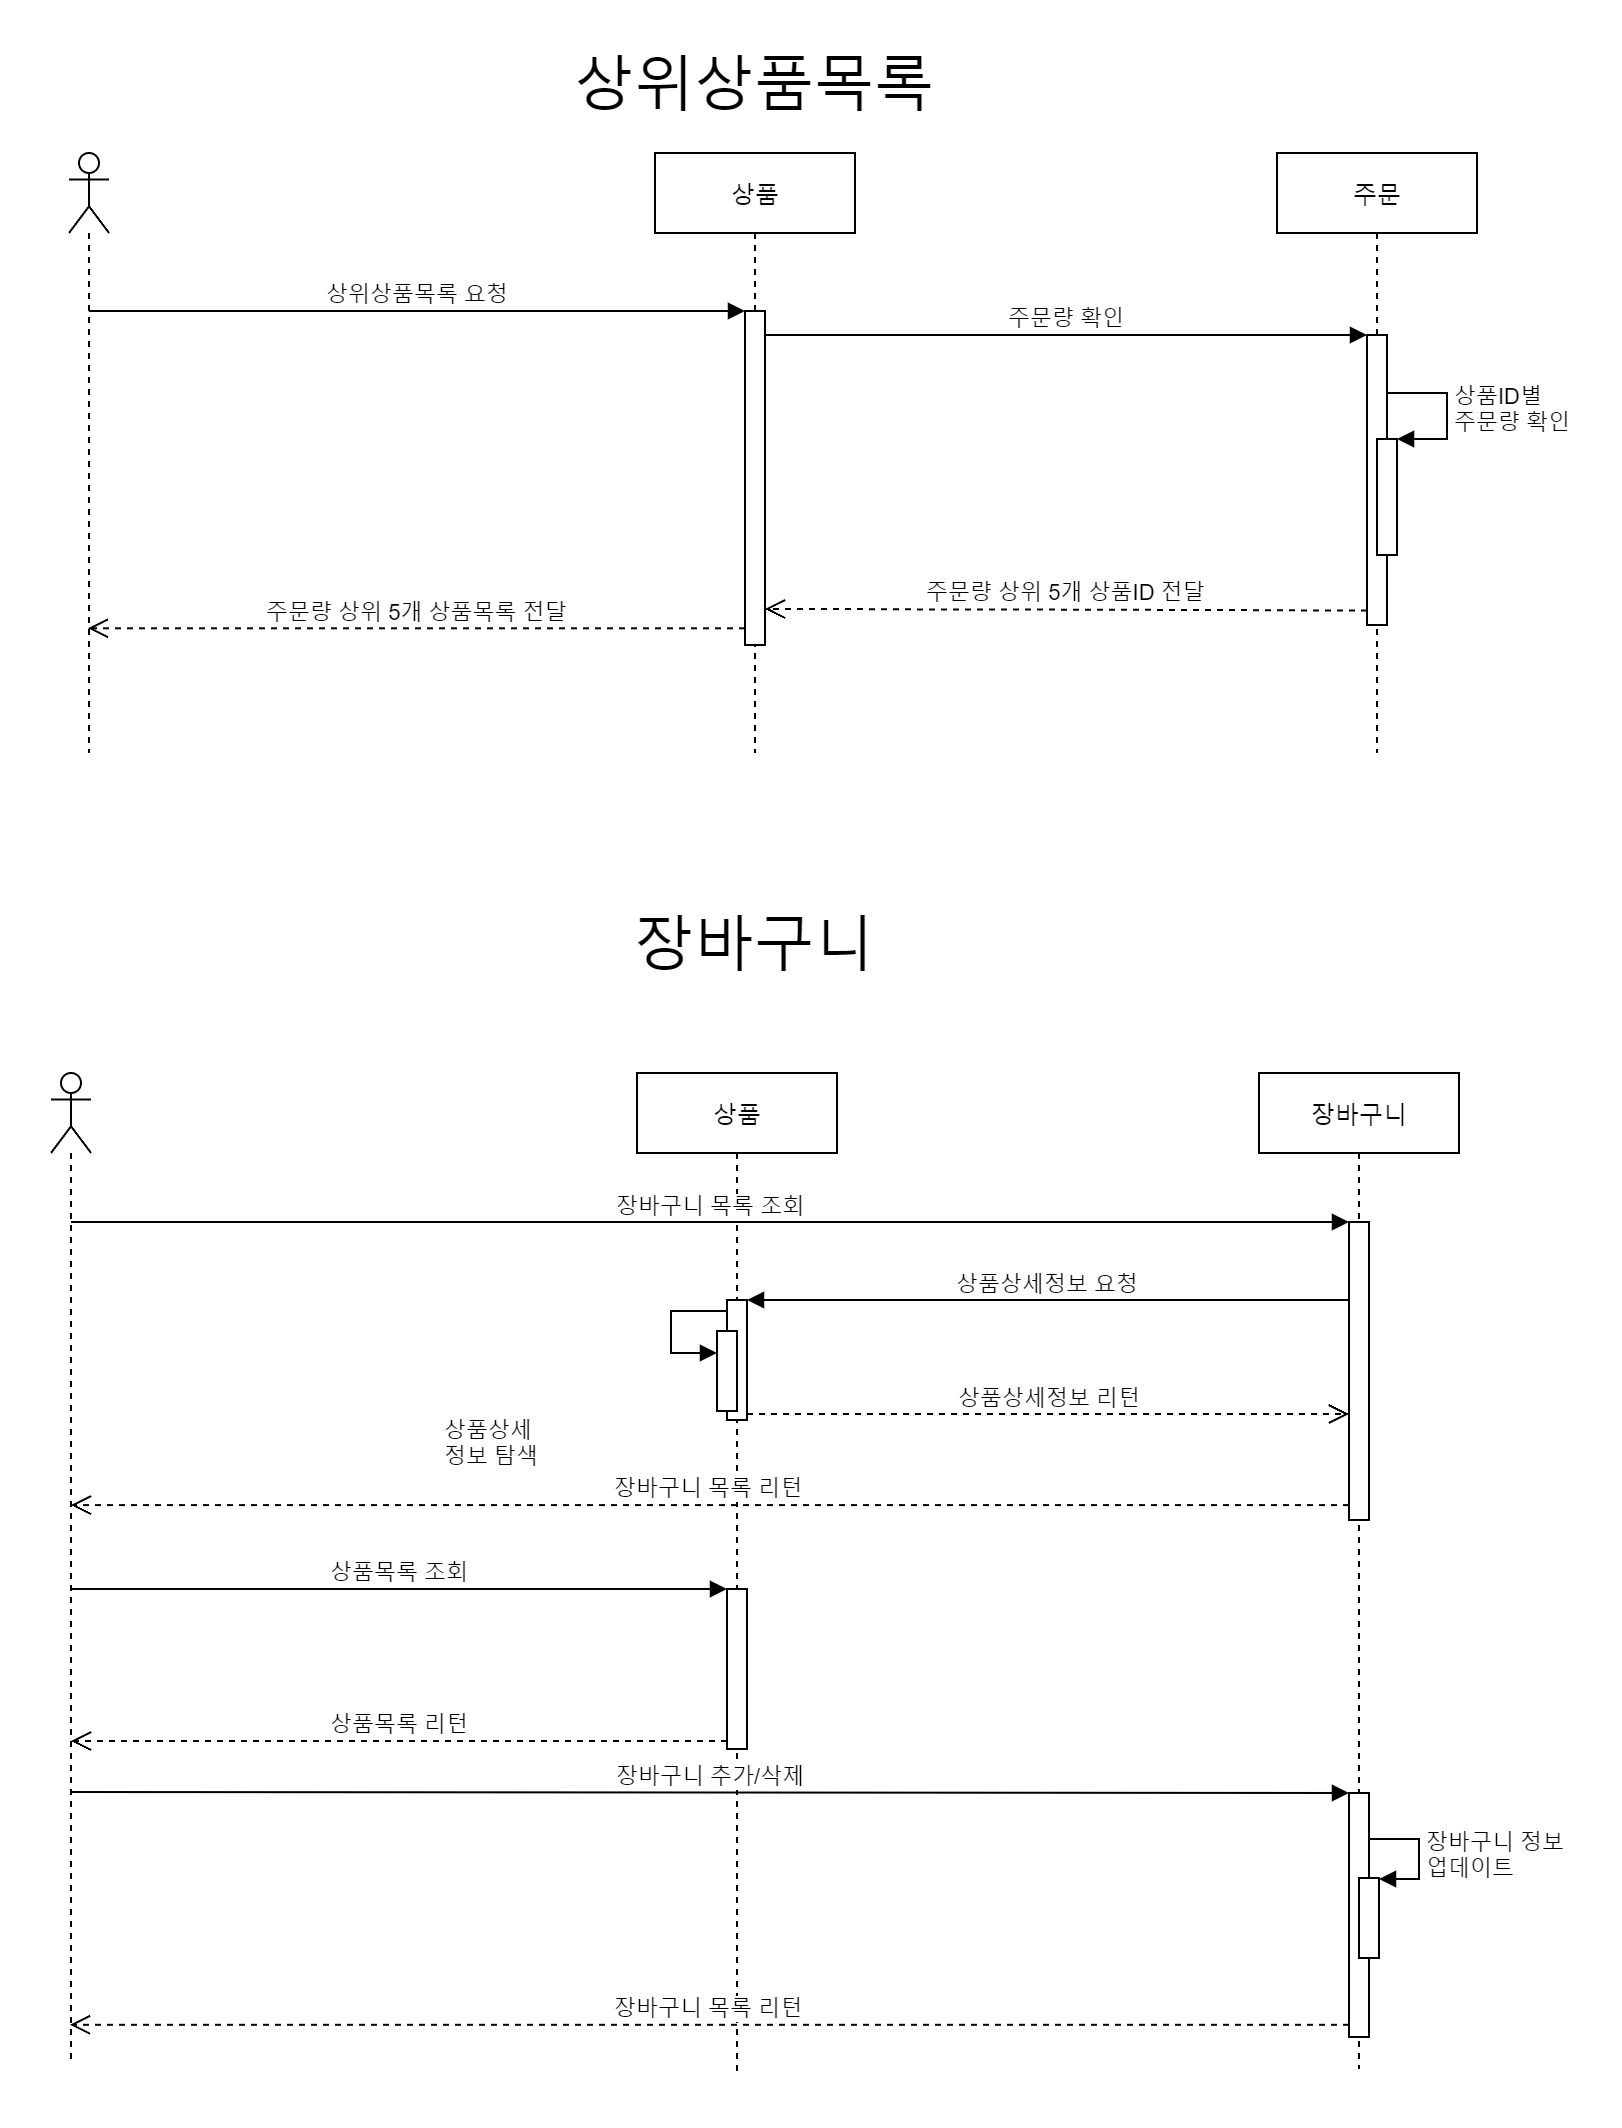 상위상품목록
상품
주문
상위상품목록 요청
주문량 확인
상품ID별
주문량 확인
주문량 상위 5개 상품ID 전달
주문량 상위 5개 상품목록 전달
장바구니
상품
장바구니
장바구니 목록 조회
상품상세정보 요청
상품상세정보 리턴
상품상세
정보 탐색
장바구니 목록 리턴
상품목록 조회
상품목록 리턴
장바구니 추가/삭제
장바구니 정보
업데이트
장바구니 목록 리턴